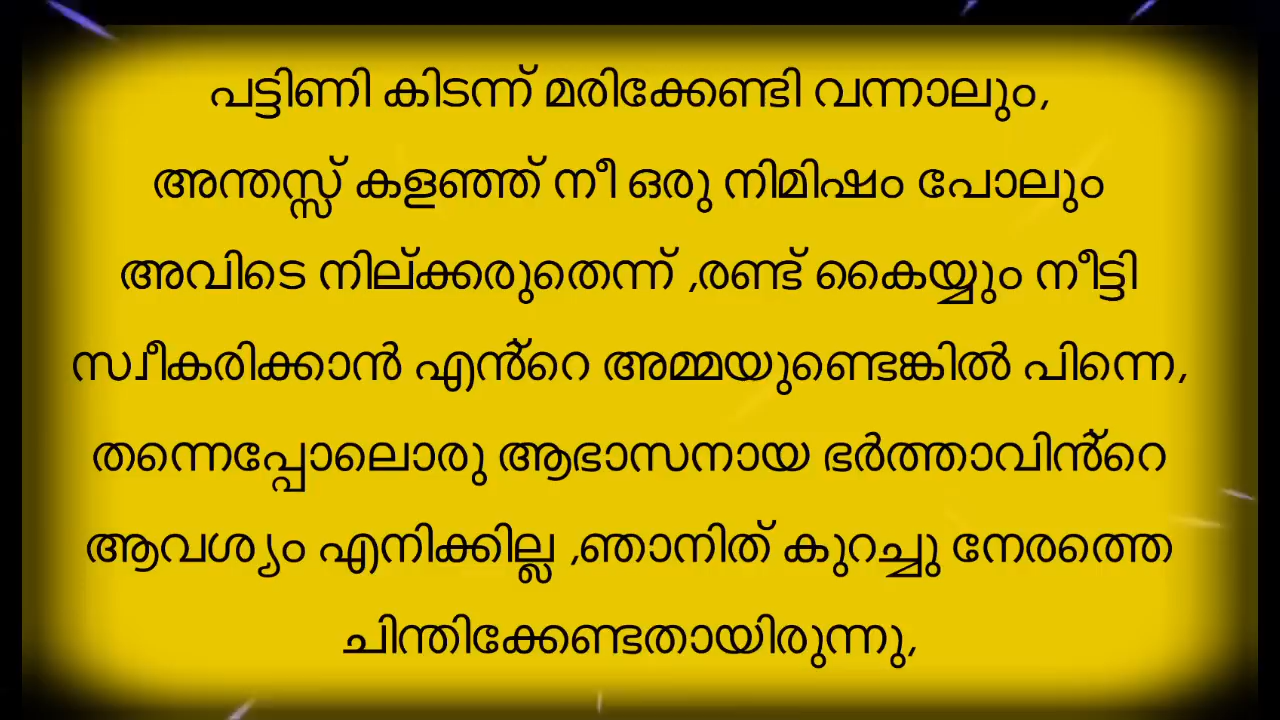 പട്ടിണി കിടന്ന് മരിക്കേണ്ടി വന്നാലും,
അന്തസ്സ് കളഞ്ഞ് നീ ഒരു നിമിഷം പോലും
അവിടെ നില്ക്കരുതെന്ന് ,രണ്ട് കൈയ്യും നീട്ടി
സ്വീകരിക്കാൻ എൻ്റെ അമ്മയുണ്ടെങ്കിൽ പിന്നെ,
തന്നെപ്പോലൊരു ആഭാസനായ ഭർത്താവിൻ്റെ
ആവശ്യം എനിക്കില്ല ,ഞാനിത് കുറച്ചു നേരത്തെ
ചിന്തിക്കേണ്ടതായിരുന്നു,